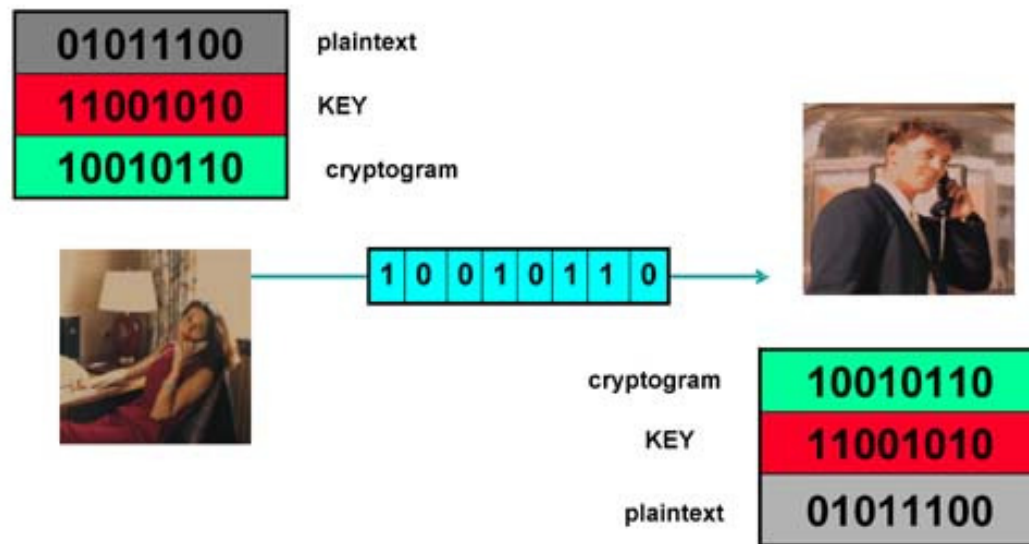 01011100 plaintext
11001010 KEY
10010110 cryptogram
1 0 0 1 0 1 1 0
cryptogram 10010110
KEY 11001010
plaintext 01011100